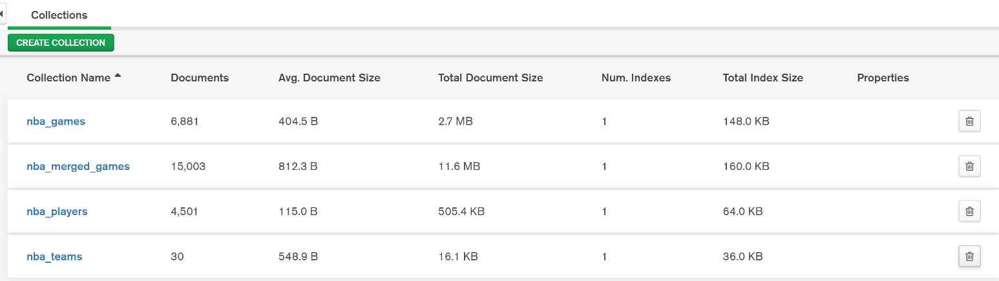 Collections
CREATE COLLECTION
Collection Name Documents Avg. Document Size Total Document Size Num. Indexes Total Index Size Properties
nba_games 6,881 404.5 B 2.7 MB 1 148.0 KB
nba_merged_games 15,003 812.3 B 11.6 MB 1 160.0 KB
nba_players 4,501 115.0 B 505.4 KB 1 64.0 KB
nba_teams 30 548.9 B 16.1 KB 1 36.0 KB